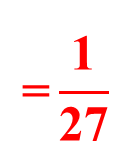 = 1/27